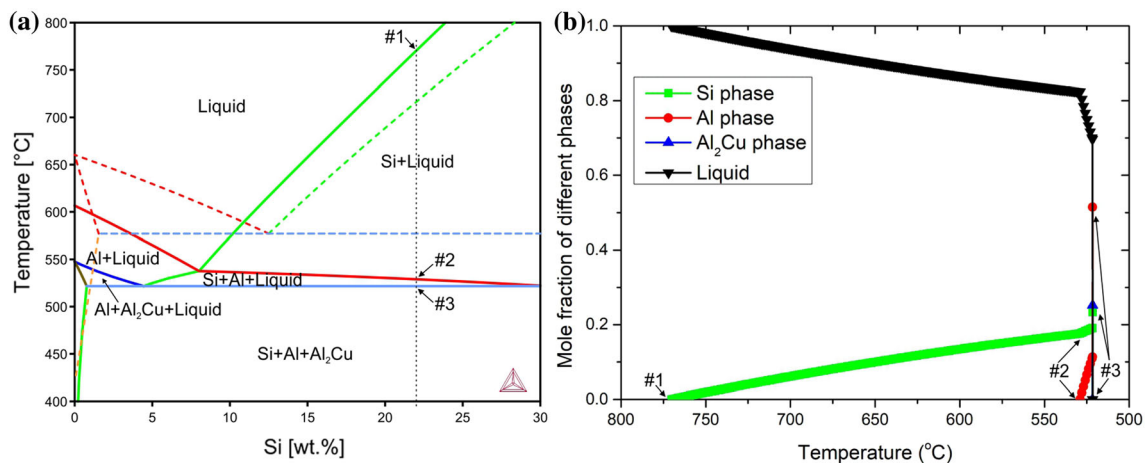 (a)
800
750
700
650
600
550
500
450
400
Temperature [°C]
0
5
10
15
20
25
30
Si [wt.%]
Liquid
#1
Si+Liquid
Al+Liquid
#2
Si+Al+Liquid
#3
Al+Al₂Cu+Liquid
Si+Al+Al₂Cu
(b)
1.0
0.8
0.6
0.4
0.2
0.0
Mole fraction of different phases
800
750
700
650
600
550
500
Temperature (°C)
Si phase
Al phase
Al₂Cu phase
Liquid
#1
#2
#3